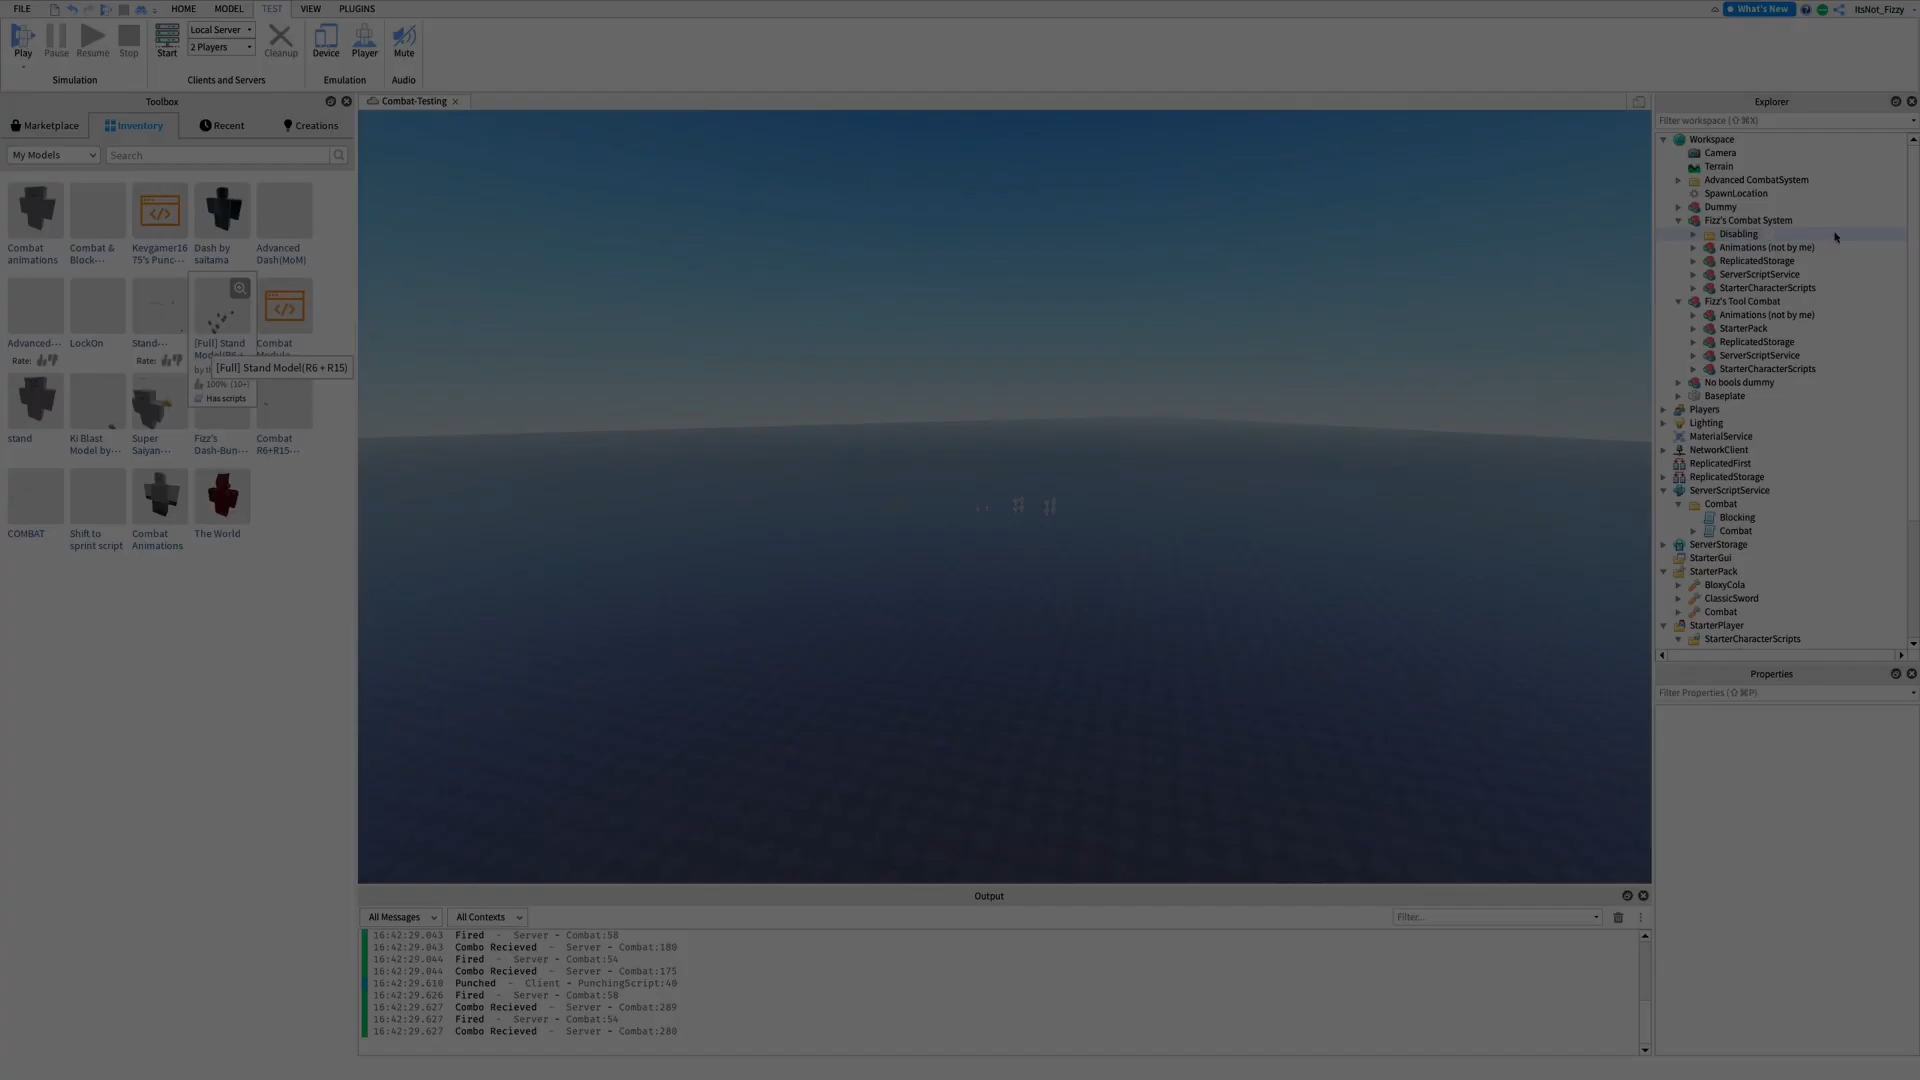 FILE HOME MODEL TEST VIEW PLUGINS
What's New ItsNot_Fizzy
Play Pause Resume Stop
Simulation
Start
Local Server
2 Players
Cleanup
Clients and Servers
Device Player
Emulation
Mute
Audio
Toolbox
Marketplace Inventory Recent Creations
My Models Search
Combat animations
Combat & Block-···
Kevgamer16 75's Punc-···
Dash by saitama
Advanced Dash(MoM)
Advanced-···
Rate:
LockOn
Stand-···
Rate:
[Full] Stand
100% (10+)
Has scripts
Combat
[Full] Stand Model(R6 + R15)
stand
Ki Blast Model by-···
Super Saiyan-···
Fizz's Dash-Bun-···
Combat R6+R15-···
COMBAT
Shift to sprint script
Combat Animations
The World
Combat-Testing
Explorer
Filter workspace (⇧⌘X)
Workspace
Camera
Terrain
Advanced CombatSystem
SpawnLocation
Dummy
Fizz's Combat System
Disabling
Animations (not by me)
ReplicatedStorage
ServerScriptService
StarterCharacterScripts
Fizz's Tool Combat
Animations (not by me)
StarterPack
ReplicatedStorage
ServerScriptService
StarterCharacterScripts
No bools dummy
Baseplate
Players
Lighting
MaterialService
NetworkClient
ReplicatedFirst
ReplicatedStorage
ServerScriptService
Combat
Blocking
Combat
ServerStorage
StarterGui
StarterPack
BloxyCola
ClassicSword
Combat
StarterPlayer
StarterCharacterScripts
Properties
Filter Properties (⇧⌘P)
Output
All Messages All Contexts Filter...
16:42:29.043 Fired - Server - Combat:58
16:42:29.043 Combo Recieved - Server - Combat:180
16:42:29.044 Fired - Server - Combat:54
16:42:29.044 Combo Recieved - Server - Combat:175
16:42:29.610 Punched - Client - PunchingScript:40
16:42:29.626 Fired - Server - Combat:58
16:42:29.627 Combo Recieved - Server - Combat:289
16:42:29.627 Fired - Server - Combat:54
16:42:29.627 Combo Recieved - Server - Combat:280